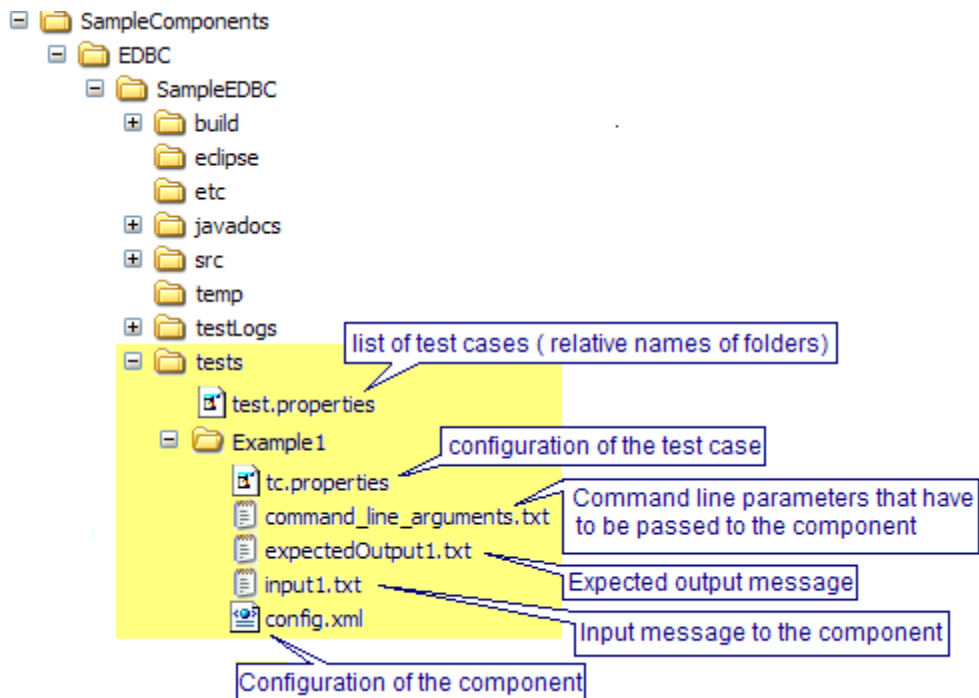 SampleComponents
EDBC
SampleEDBC
build
eclipse
etc
javadocs
src
temp
testLogs
list of test cases ( relative names of folders)
tests
test.properties
Example1
configuration of the test case
tc.properties
command_line_arguments.txt
Command line parameters that have
to be passed to the component
expectedOutput1.txt
Expected output message
input1.txt
Input message to the component
config.xml
Configuration of the component